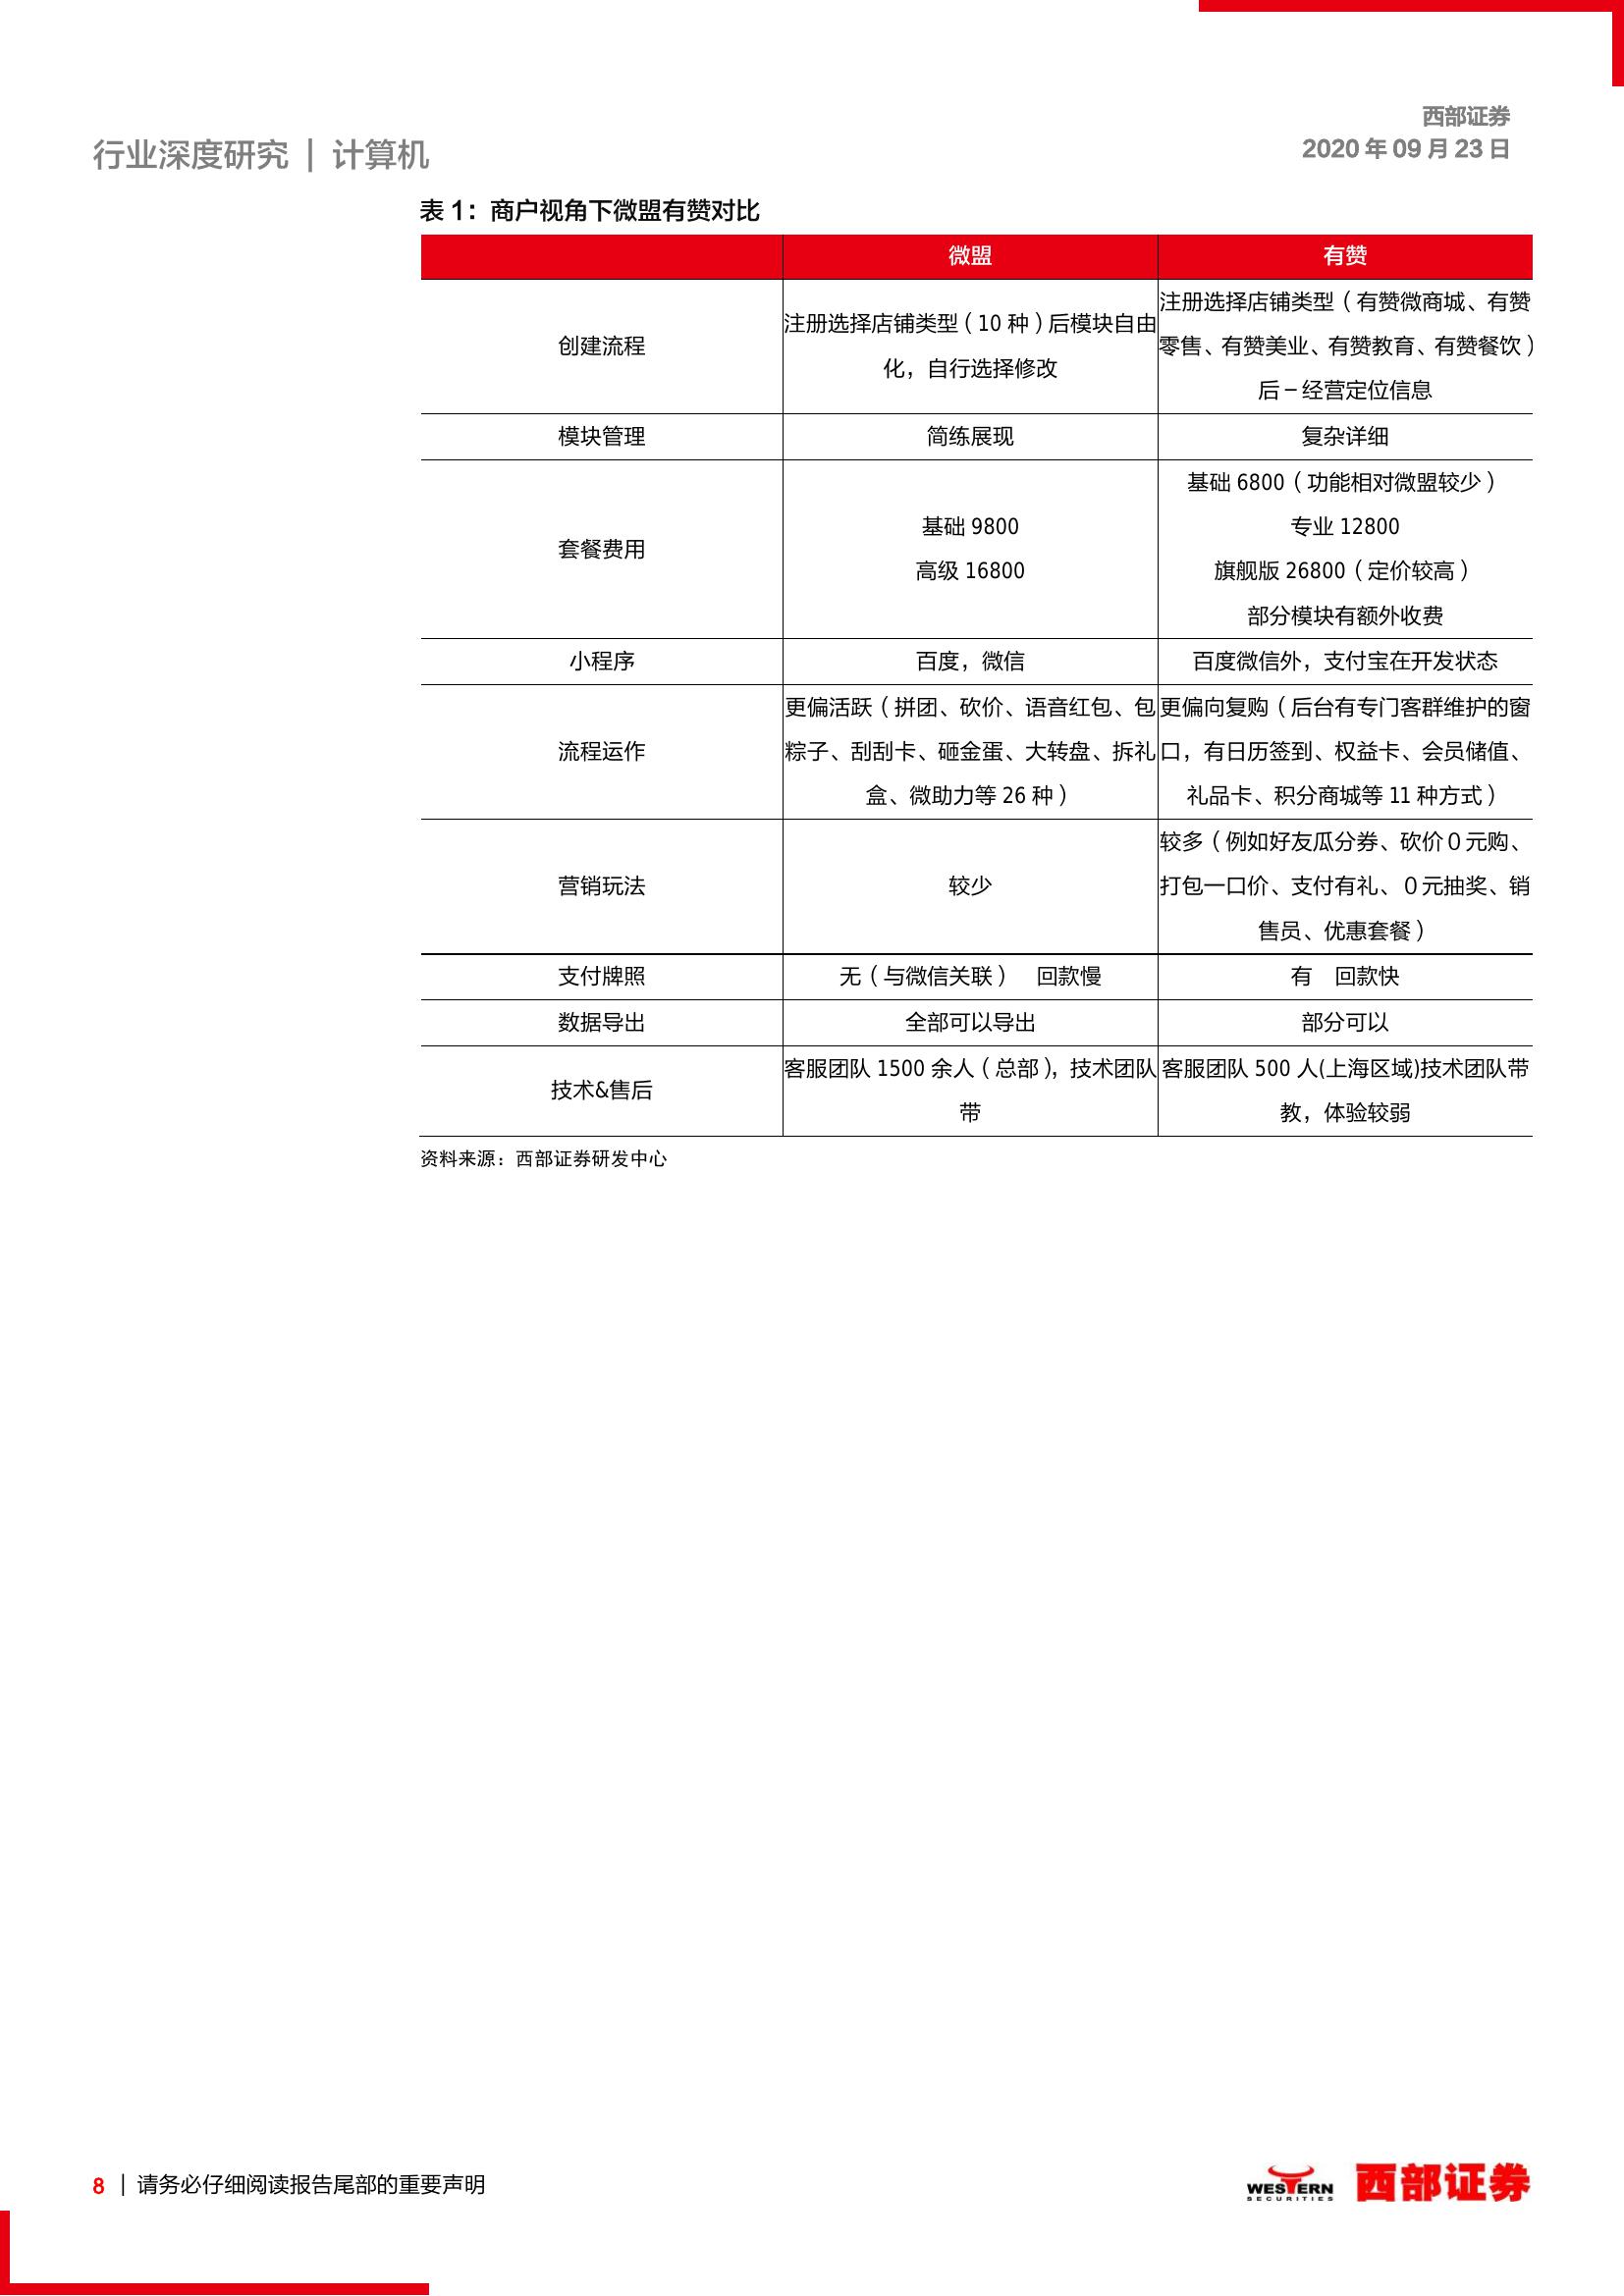 西部证券
行业深度研究 | 计算机
2020 年 09 月 23 日
表 1：商户视角下微盟有赞对比
微盟
有赞
创建流程
注册选择店铺类型（10 种）后模块自由
化，自行选择修改
注册选择店铺类型（有赞微商城、有赞
零售、有赞美业、有赞教育、有赞餐饮）
后－经营定位信息
模块管理
简练展现
复杂详细
套餐费用
基础 9800
高级 16800
基础 6800（功能相对微盟较少）
专业 12800
旗舰版 26800（定价较高）
部分模块有额外收费
小程序
百度，微信
百度微信外，支付宝在开发状态
流程运作
更偏活跃（拼团、砍价、语音红包、包
粽子、刮刮卡、砸金蛋、大转盘、拆礼
盒、微助力等 26 种）
更偏向复购（后台有专门客群维护的窗
口，有日历签到、权益卡、会员储值、
礼品卡、积分商城等 11 种方式）
营销玩法
较少
较多（例如好友瓜分券、砍价０元购、
打包一口价、支付有礼、０元抽奖、销
售员、优惠套餐）
支付牌照
无（与微信关联） 回款慢
有 回款快
数据导出
全部可以导出
部分可以
技术&售后
客服团队 1500 余人（总部），技术团队
带
客服团队 500 人(上海区域)技术团队带
教，体验较弱
资料来源：西部证券研发中心
8 | 请务必仔细阅读报告尾部的重要声明
WESTERN
SECURITIES
西部证券